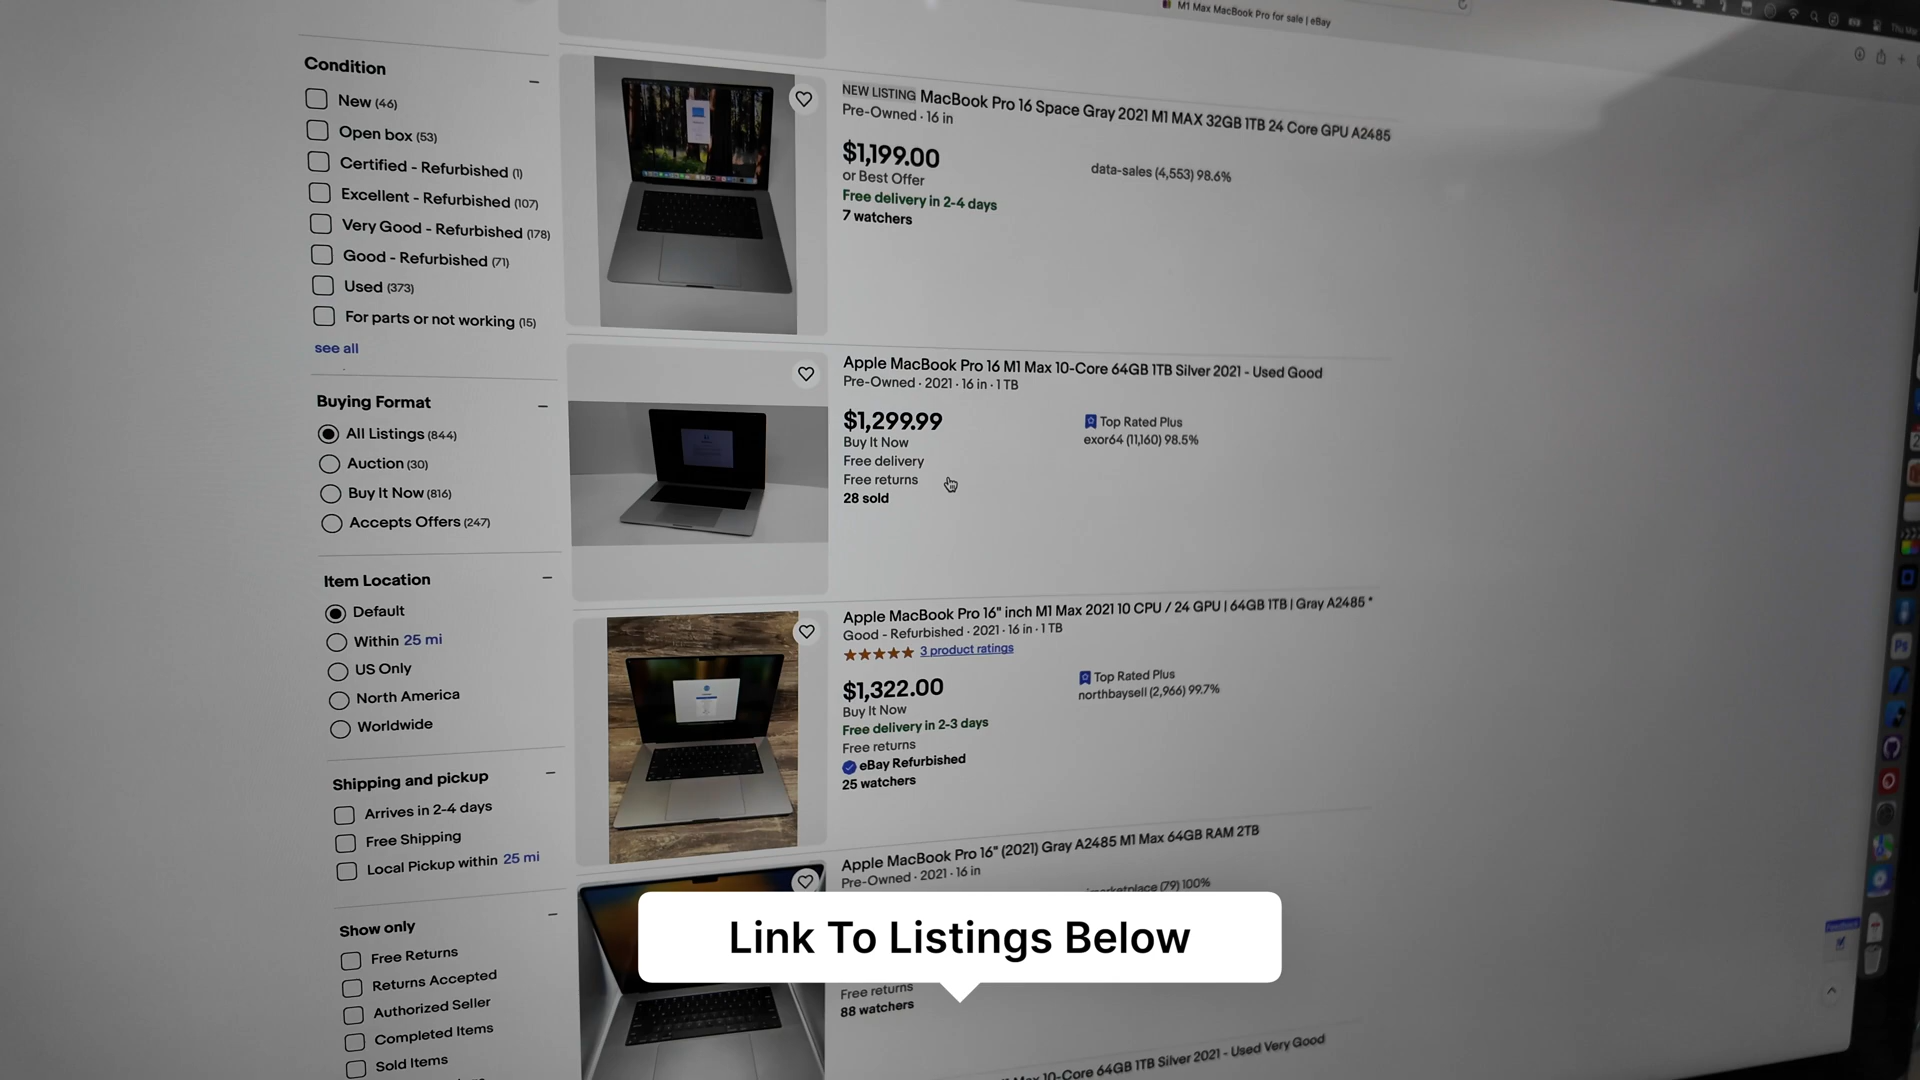 M1 Max MacBook Pro for sale | eBay
Condition
New (46)
Open box (53)
Certified - Refurbished (1)
Excellent - Refurbished (107)
Very Good - Refurbished (178)
Good - Refurbished (71)
Used (373)
For parts or not working (15)
see all
Buying Format
All Listings (844)
Auction (30)
Buy It Now (816)
Accepts Offers (247)
Item Location
Default
Within 25 mi
US Only
North America
Worldwide
Shipping and pickup
Arrives in 2-4 days
Free Shipping
Local Pickup within 25 mi
Show only
Free Returns
Returns Accepted
Authorized Seller
Completed Items
Sold Items
NEW LISTING MacBook Pro 16 Space Gray 2021 M1 MAX 32GB 1TB 24 Core GPU A2485
Pre-Owned · 16 in
$1,199.00
or Best Offer
Free delivery in 2-4 days
7 watchers
data-sales (4,553) 98.6%
Apple MacBook Pro 16 M1 Max 10-Core 64GB 1TB Silver 2021 - Used Good
Pre-Owned · 2021 · 16 in · 1 TB
$1,299.99
Buy It Now
Free delivery
Free returns
28 sold
Top Rated Plus
exor64 (11,160) 98.5%
Apple MacBook Pro 16" inch M1 Max 2021 10 CPU / 24 GPU | 64GB 1TB | Gray A2485 *
Good - Refurbished · 2021 · 16 in · 1 TB
3 product ratings
$1,322.00
Buy It Now
Free delivery in 2-3 days
Free returns
eBay Refurbished
25 watchers
Top Rated Plus
northbaysell (2,966) 99.7%
Apple MacBook Pro 16" (2021) Gray A2485 M1 Max 64GB RAM 2TB
Pre-Owned · 2021 · 16 in
(79) 100%
Link To Listings Below
Free returns
88 watchers
Max 10-Core 64GB 1TB Silver 2021 - Used Very Good
Ps